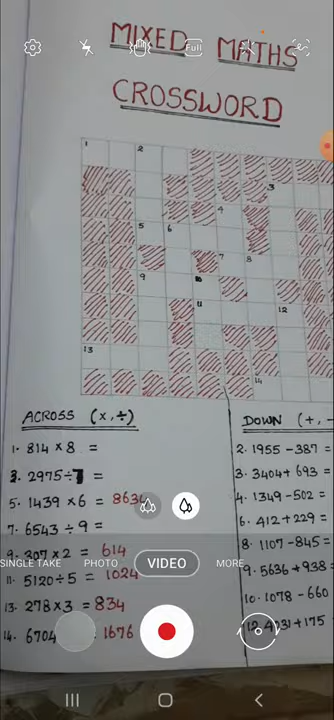 MIXED MATHS
CROSSWORD
Full
1 2
3
4
5 6
7 8
9 10
11 12
13
14
ACROSS (x, ÷)
1. 814 x 8 =
3. 2975÷7 =
5. 1439 × 6 = 8634
7. 6543 ÷ 9 =
9. 307 × 2 = 614
11. 5120÷5 = 1024
13. 278 × 3 = 834
14. 6704 = 1676
DOWN (+, -
2. 1955 - 387 =
3. 3404 + 693 =
4. 1349 - 502 =
6. 412 + 229 =
8. 1107 - 845 =
9. 5636 + 938 =
10. 1078 - 660
12. 4031 + 175
SINGLE TAKE PHOTO VIDEO MORE